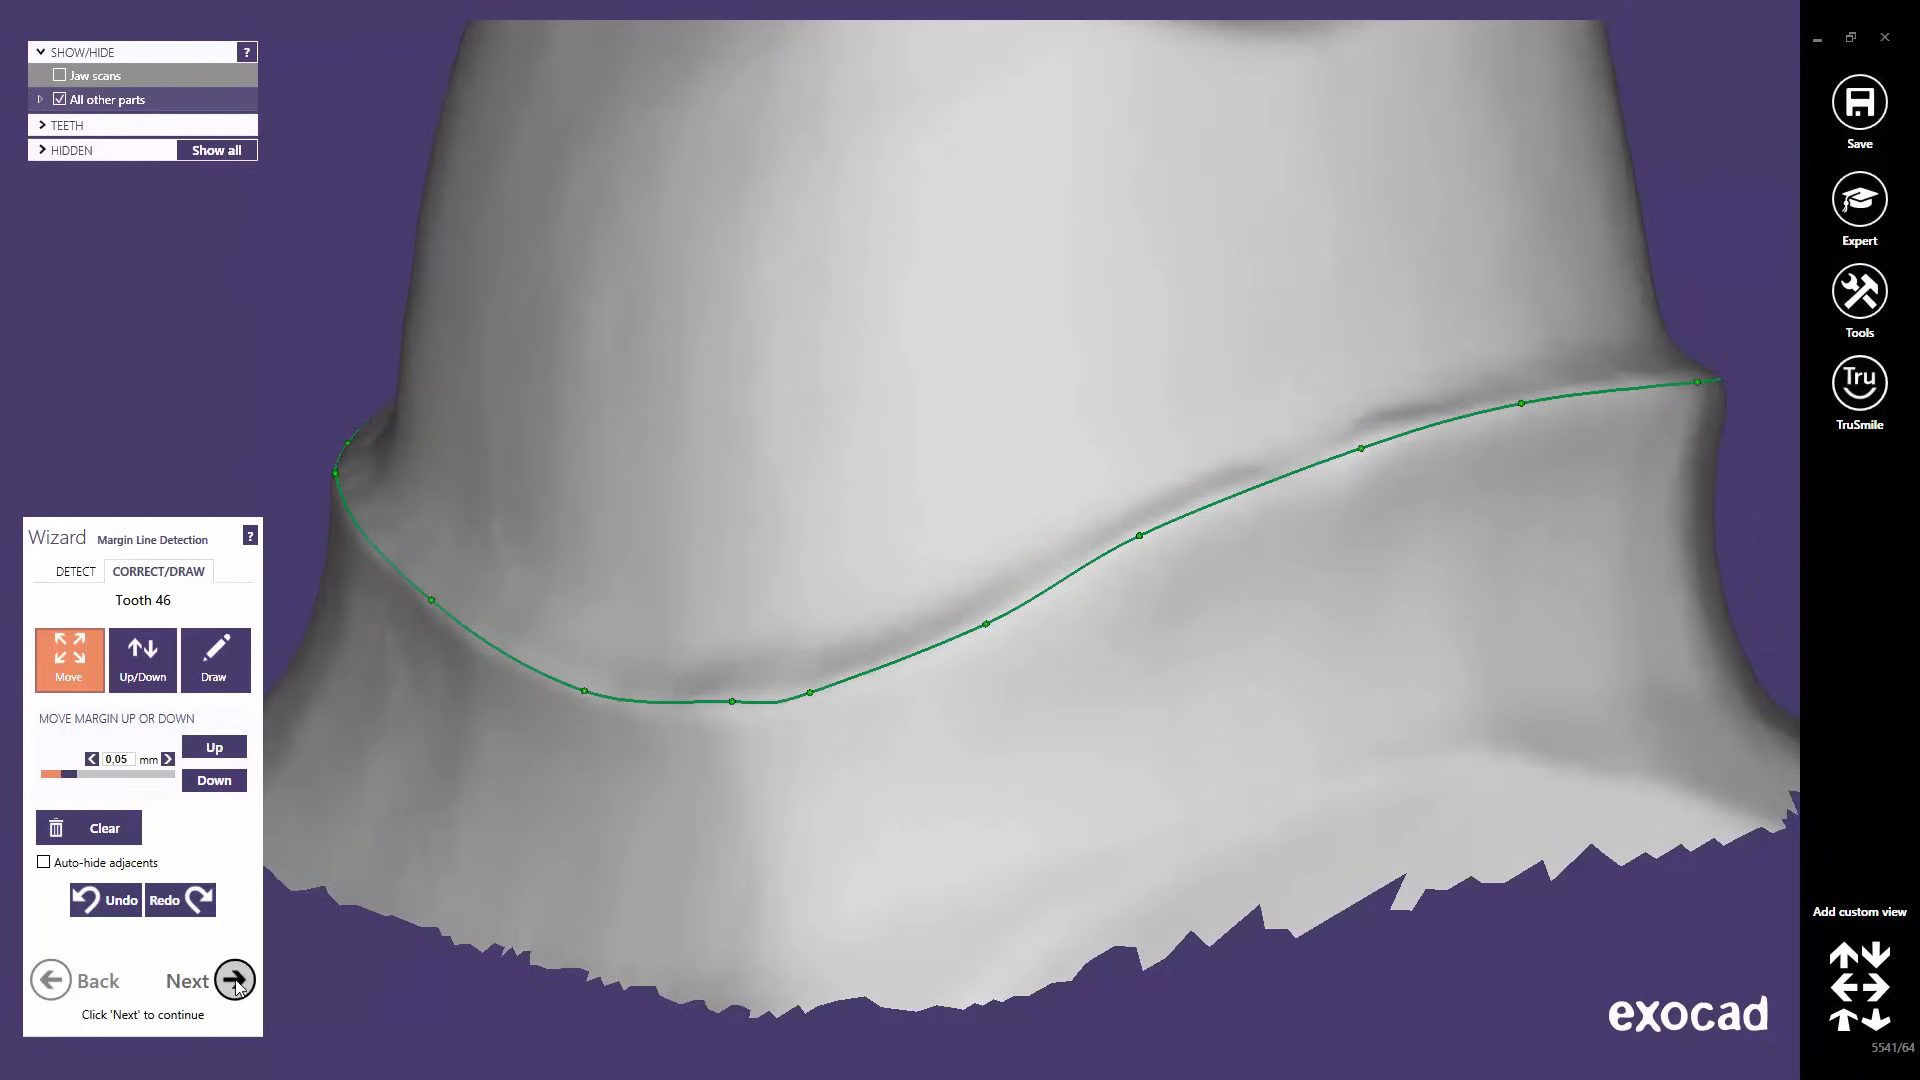 SHOW/HIDE ?
Jaw scans
All other parts
TEETH
HIDDEN Show all
Save
Expert
Tools
Tru
TruSmile
Wizard Margin Line Detection ?
DETECT CORRECT/DRAW
Tooth 46
Move Up/Down Draw
MOVE MARGIN UP OR DOWN
Up
0,05 mm
Down
Clear
Auto-hide adjacents
Undo Redo
Back Next
Click 'Next' to continue
Add custom view
exocad
5541/64